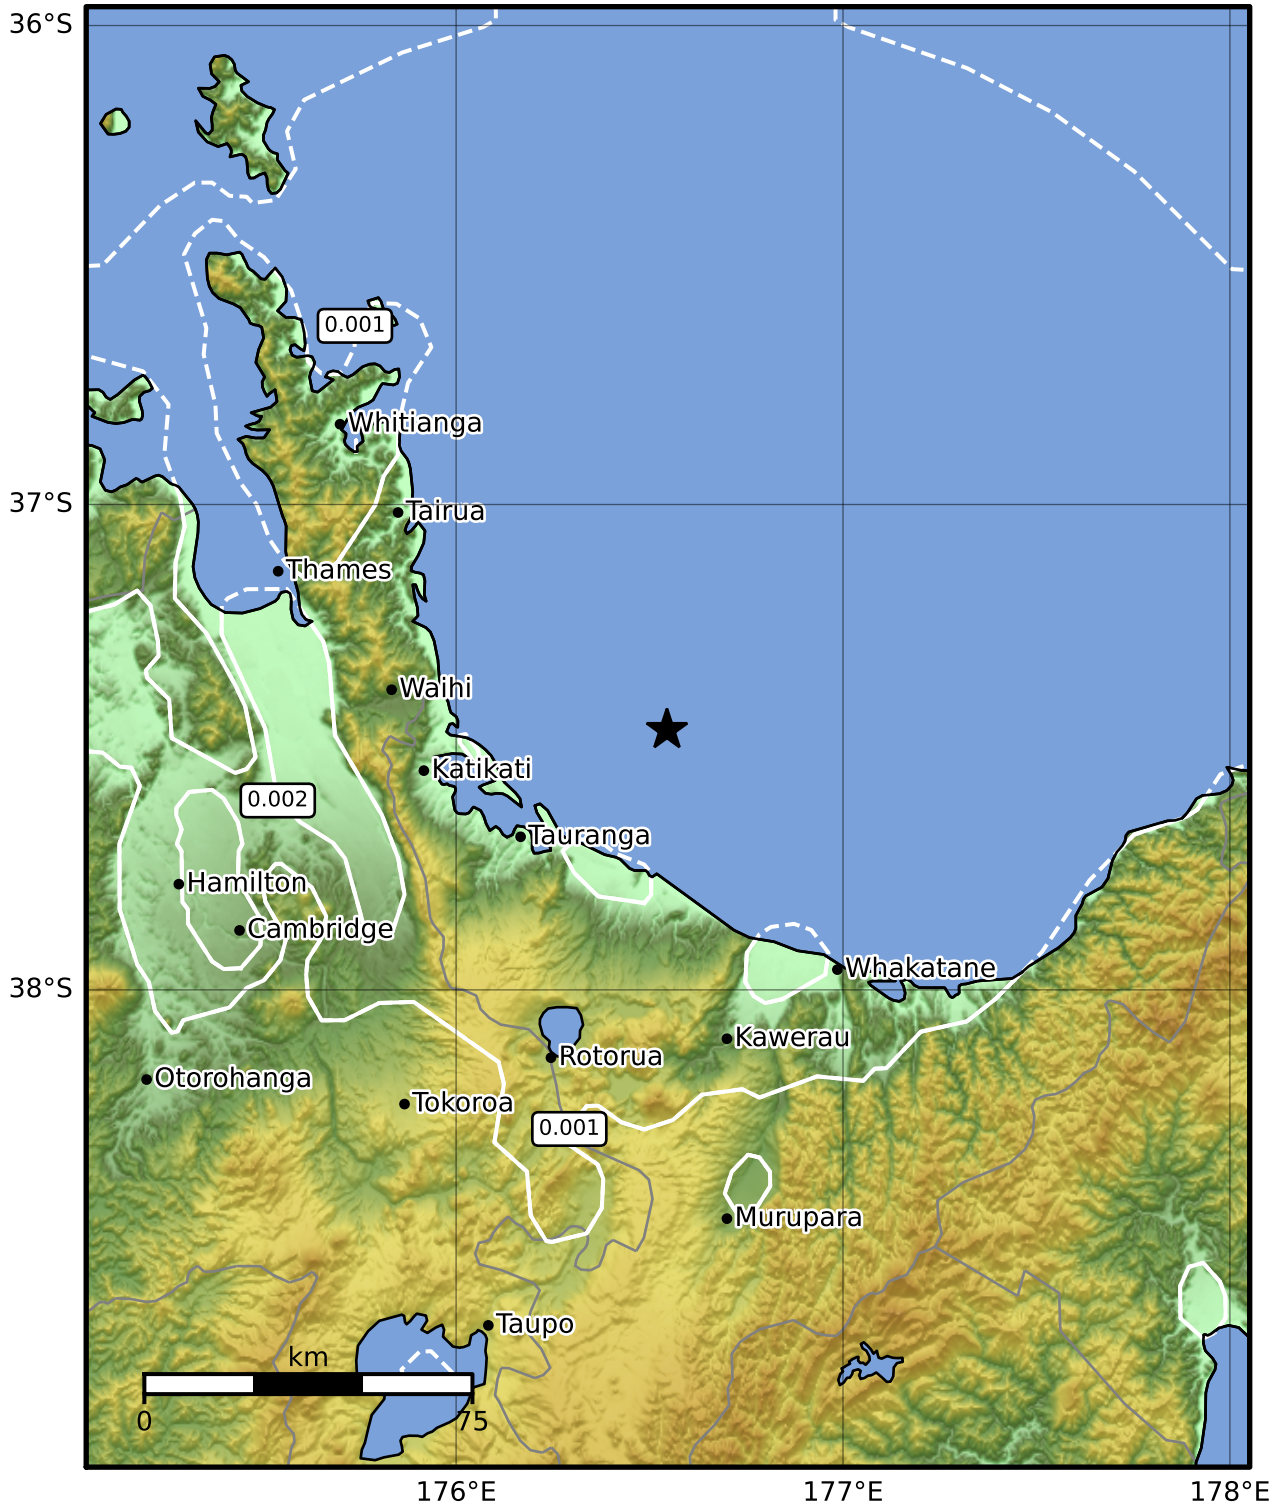 36°S
0.001
Whitianga
37°S
Tairua
Thames
Waihi
Katikati
0.002
Tauranga
Hamilton
Cambridge
Whakatane
38°S
Kawerau
Rotorua
Otorohanga
Tokoroa
0.001
Murupara
Taupo
km
0 75
176°E 177°E 178°E